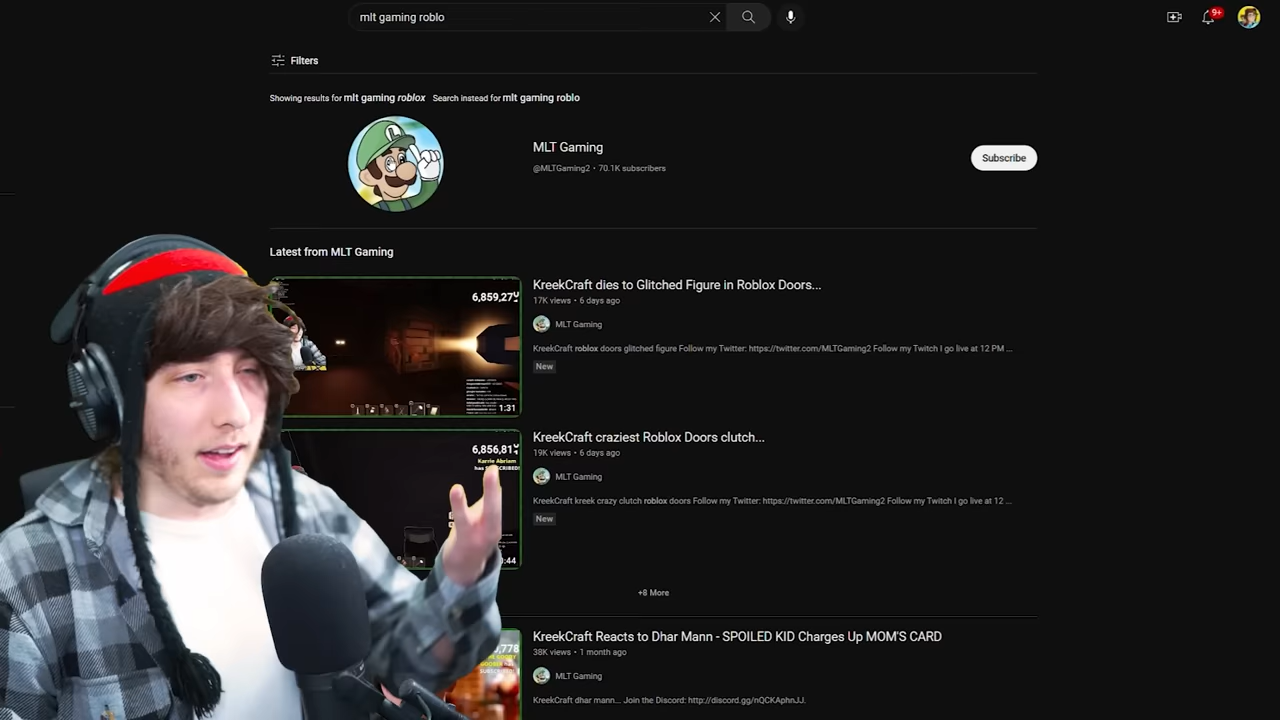 mlt gaming roblo
9+
Filters
Showing results for mlt gaming roblox Search instead for mlt gaming roblo
MLT Gaming
@MLTGaming2 • 70.1K subscribers
Subscribe
Latest from MLT Gaming
6,859,27
KreekCraft dies to Glitched Figure in Roblox Doors...
17K views • 6 days ago
MLT Gaming
KreekCraft roblox doors glitched figure Follow my Twitter: https://twitter.com/MLTGaming2 Follow my Twitch I go live at 12 PM ...
New
1:31
6,856,81
Karrie Abriam
has SUBSCRIBED!
KreekCraft craziest Roblox Doors clutch...
19K views • 6 days ago
MLT Gaming
KreekCraft kreek crazy clutch roblox doors Follow my Twitter: https://twitter.com/MLTGaming2 Follow my Twitch I go live at 12 ...
New
:44
+8 More
KreekCraft Reacts to Dhar Mann - SPOILED KID Charges Up MOM'S CARD
38K views • 1 month ago
MLT Gaming
KreekCraft dhar mann... Join the Discord: http://discord.gg/nQCKAphnJJ.
,778